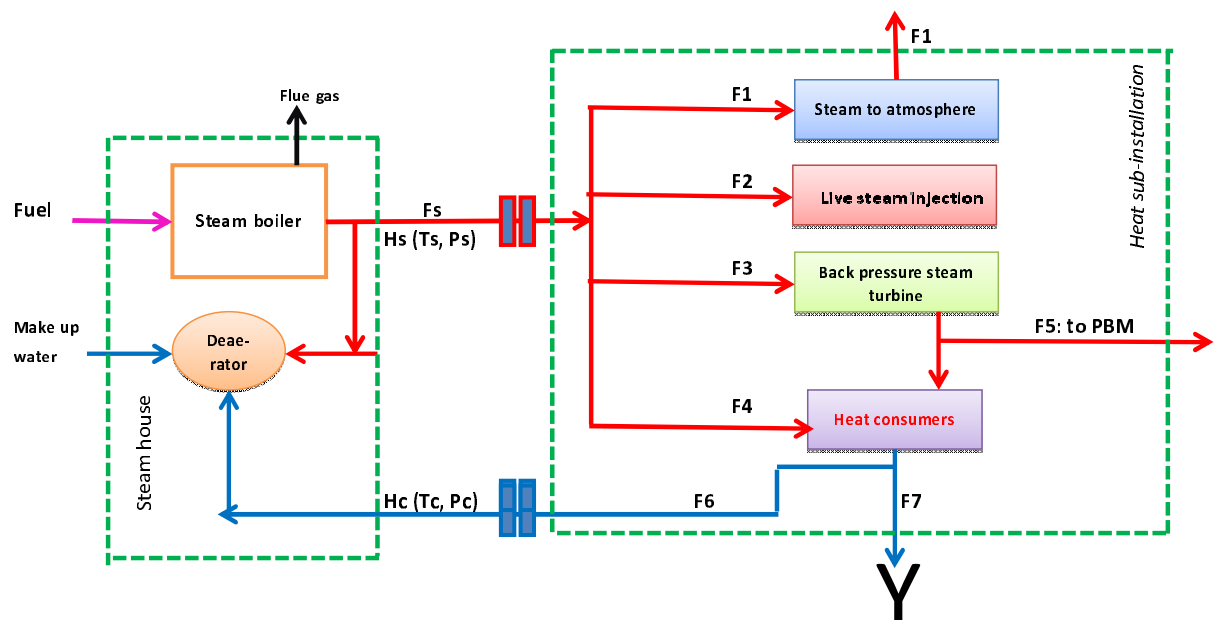 F1
Flue gas
F1
Steam to atmosphere
Heat sub-installation
Fuel
Steam boiler
Fs
Hs (Ts, Ps)
F2
Live steam injection
F3
Back pressure steam
turbine
Make up
water
Deae-
rator
F5: to PBM
Steam house
F4
Heat consumers
Hc (Tc, Pc)
F6
F7
Y